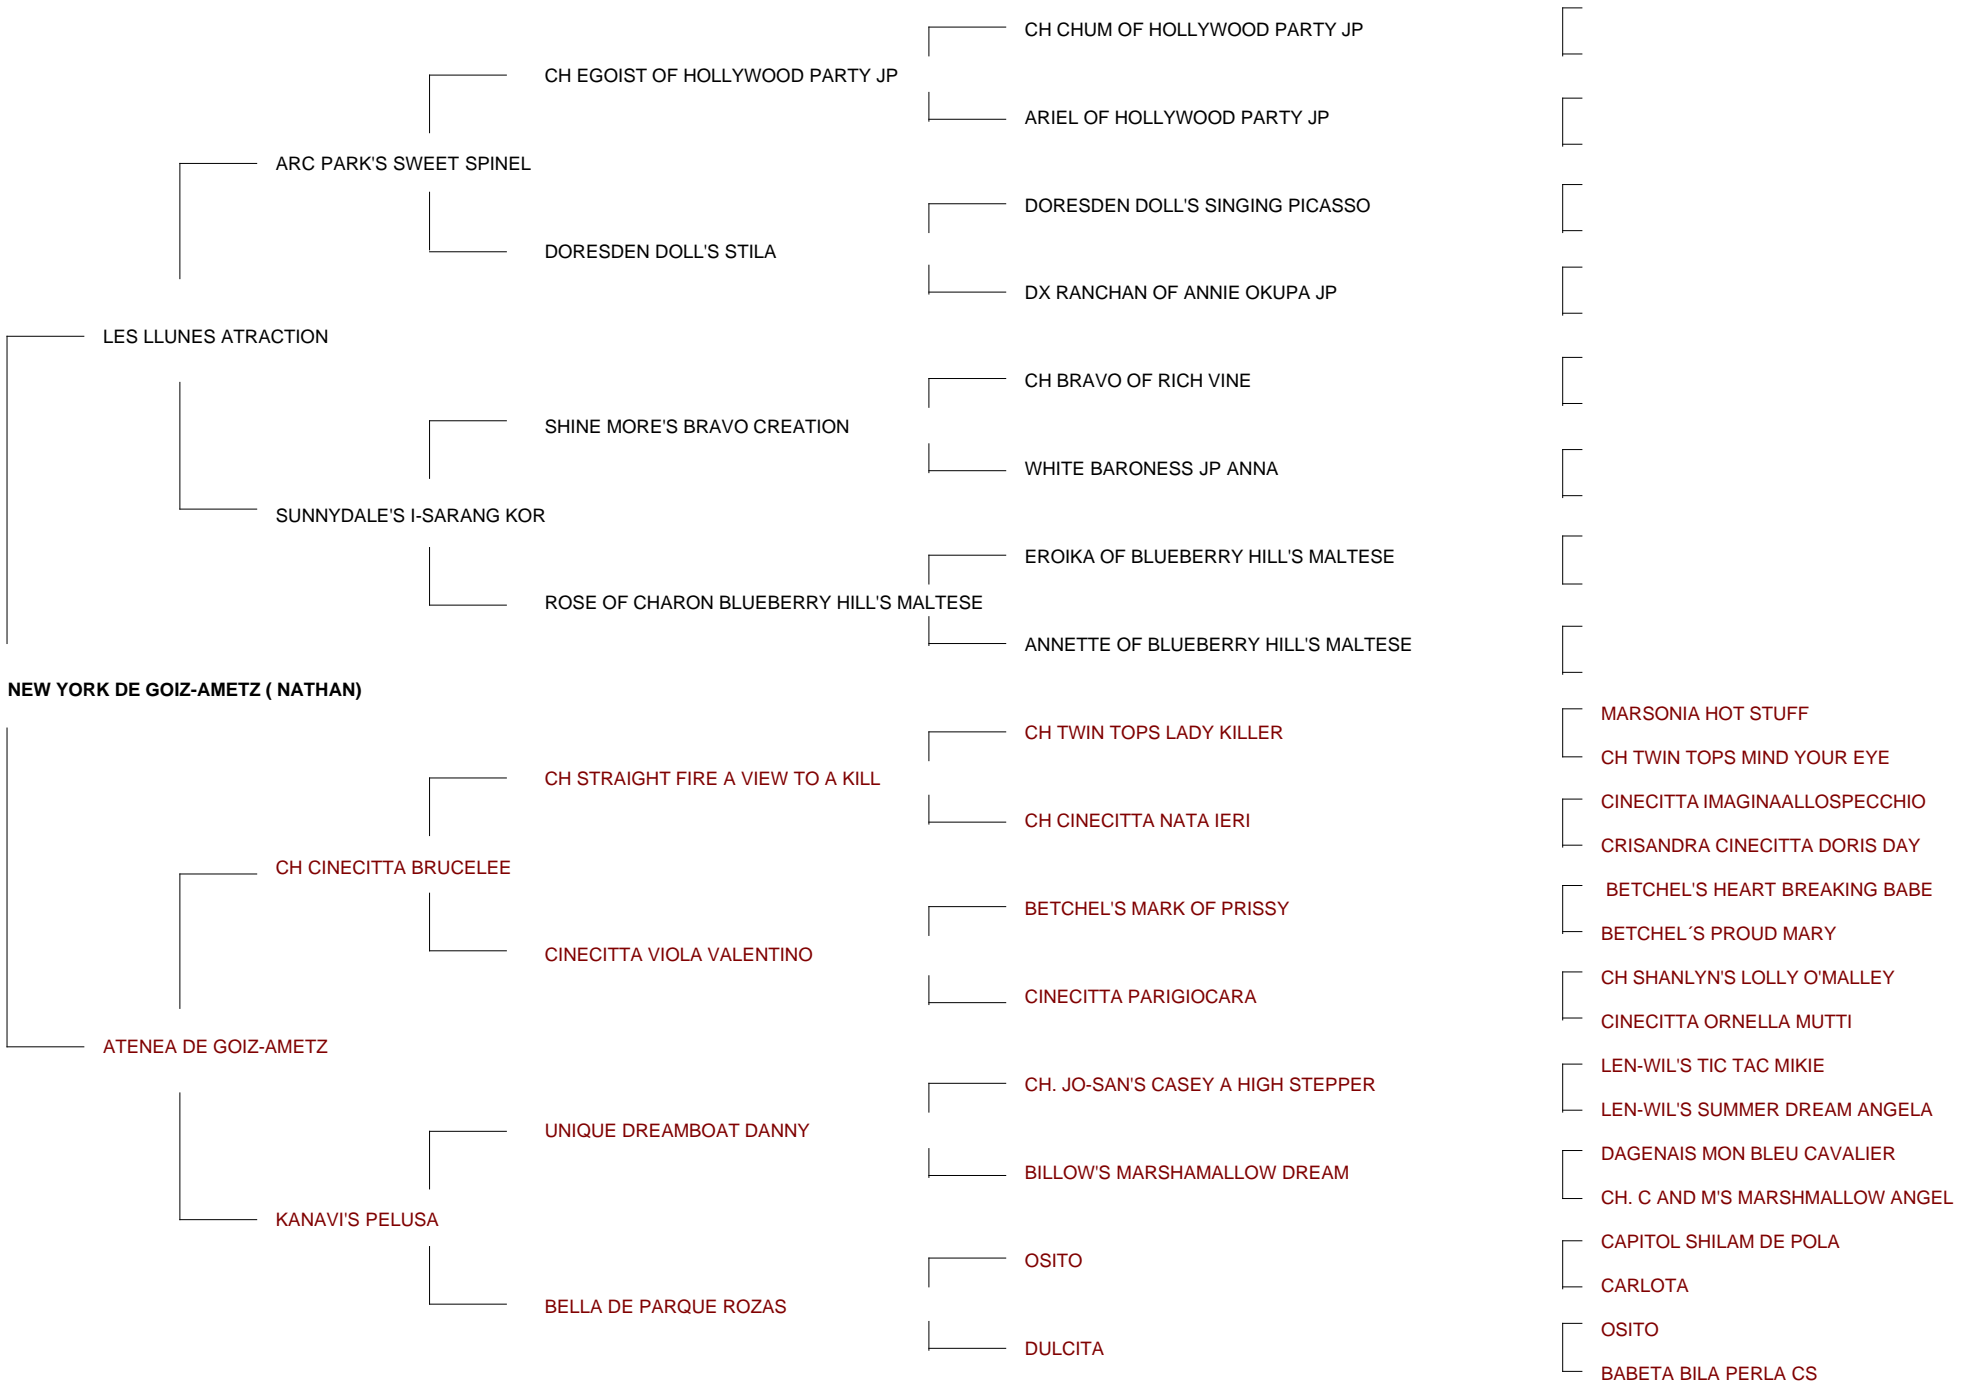 CH CHUM OF HOLLYWOOD PARTY JP
CH EGOIST OF HOLLYWOOD PARTY JP
ARIEL OF HOLLYWOOD PARTY JP
ARC PARK'S SWEET SPINEL
DORESDEN DOLL'S SINGING PICASSO
DORESDEN DOLL'S STILA
DX RANCHAN OF ANNIE OKUPA JP
LES LLUNES ATRACTION
CH BRAVO OF RICH VINE
SHINE MORE'S BRAVO CREATION
WHITE BARONESS JP ANNA
SUNNYDALE'S I-SARANG KOR
EROIKA OF BLUEBERRY HILL'S MALTESE
ROSE OF CHARON BLUEBERRY HILL'S MALTESE
ANNETTE OF BLUEBERRY HILL'S MALTESE
NEW YORK DE GOIZ-AMETZ ( NATHAN)
MARSONIA HOT STUFF
CH TWIN TOPS LADY KILLER
CH TWIN TOPS MIND YOUR EYE
CH STRAIGHT FIRE A VIEW TO A KILL
CINECITTA IMAGINAALLOSPECCHIO
CH CINECITTA NATA IERI
CRISANDRA CINECITTA DORIS DAY
CH CINECITTA BRUCELEE
BETCHEL'S HEART BREAKING BABE
BETCHEL'S MARK OF PRISSY
BETCHEL´S PROUD MARY
CINECITTA VIOLA VALENTINO
CH SHANLYN'S LOLLY O'MALLEY
CINECITTA PARIGIOCARA
CINECITTA ORNELLA MUTTI
ATENEA DE GOIZ-AMETZ
LEN-WIL'S TIC TAC MIKIE
CH. JO-SAN'S CASEY A HIGH STEPPER
LEN-WIL'S SUMMER DREAM ANGELA
UNIQUE DREAMBOAT DANNY
DAGENAIS MON BLEU CAVALIER
BILLOW'S MARSHAMALLOW DREAM
CH. C AND M'S MARSHMALLOW ANGEL
KANAVI'S PELUSA
CAPITOL SHILAM DE POLA
OSITO
CARLOTA
BELLA DE PARQUE ROZAS
OSITO
DULCITA
BABETA BILA PERLA CS